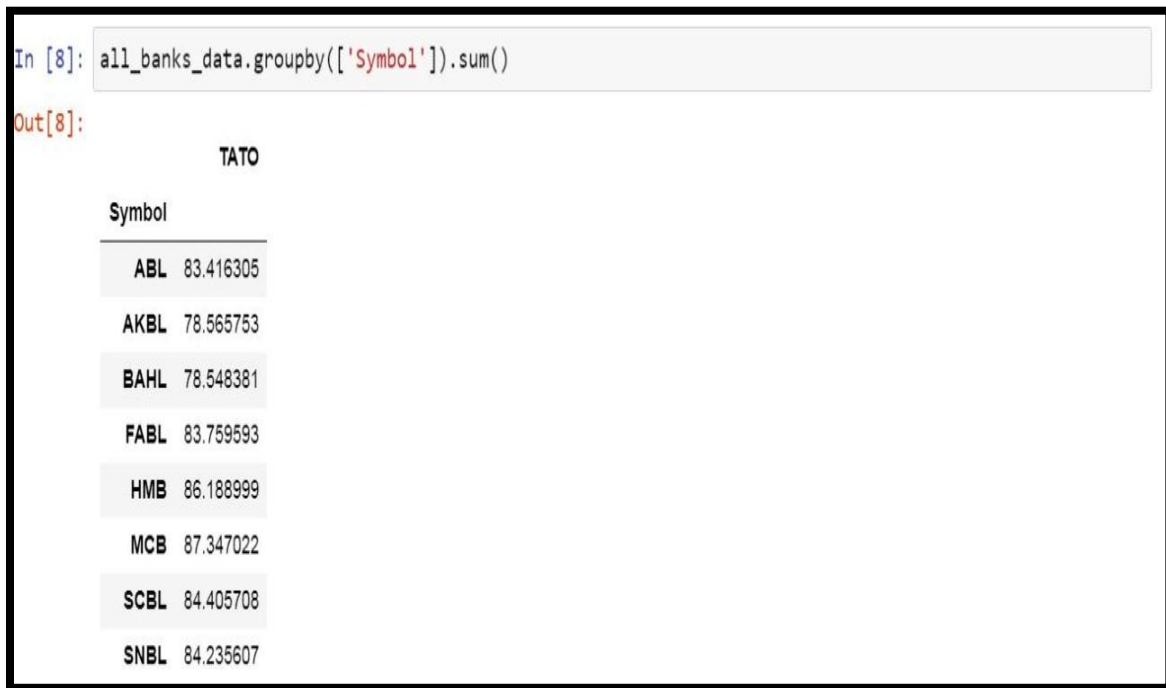 In [8]: all_banks_data.groupby(['Symbol']).sum()
Out[8]:
TATO
Symbol
ABL 83.416305
AKBL 78.565753
BAHL 78.548381
FABL 83.759593
HMB 86.188999
MCB 87.347022
SCBL 84.405708
SNBL 84.235607